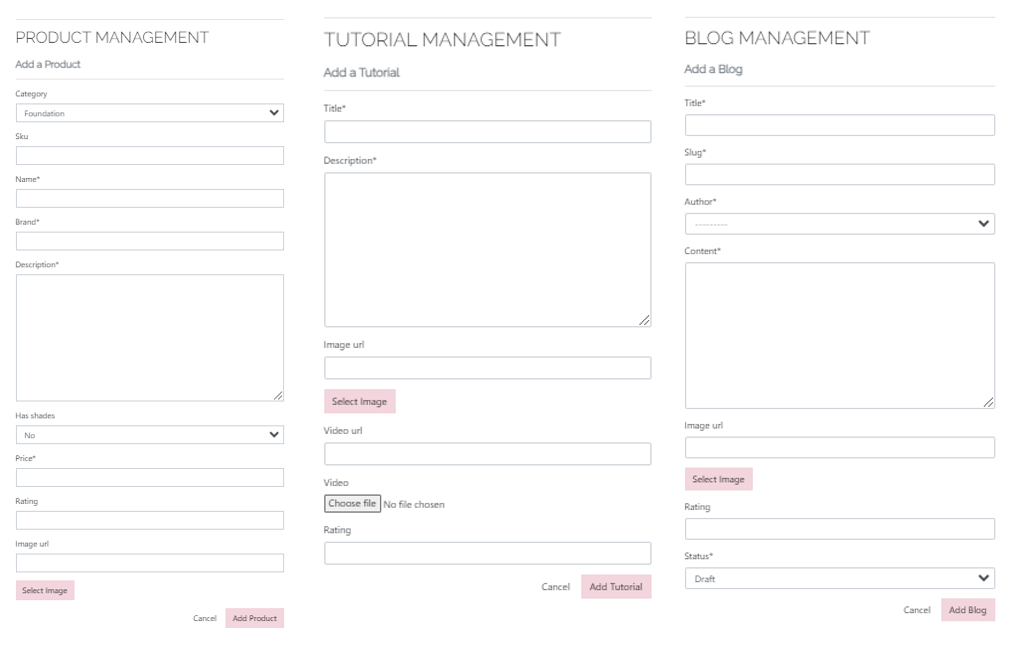 PRODUCT MANAGEMENT
Add a Product
Category
Foundation
Sku
Name*
Brand*
Description*
Has shades
No
Price*
Rating
Image url
Select Image
Cancel Add Product
TUTORIAL MANAGEMENT
Add a Tutorial
Title*
Description*
Image url
Select Image
Video url
Video
Choose file No file chosen
Rating
Cancel Add Tutorial
BLOG MANAGEMENT
Add a Blog
Title*
Slug*
Author*
---------
Content*
Image url
Select Image
Rating
Status*
Draft
Cancel Add Blog